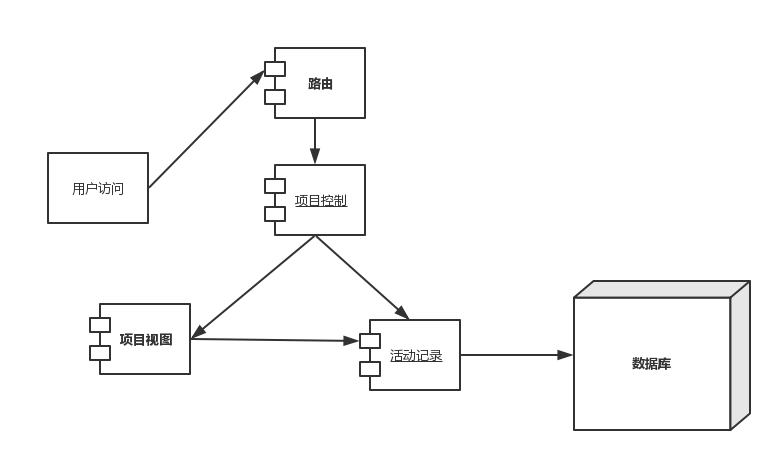 路由
用户访问
项目控制
项目视图
活动记录
数据库